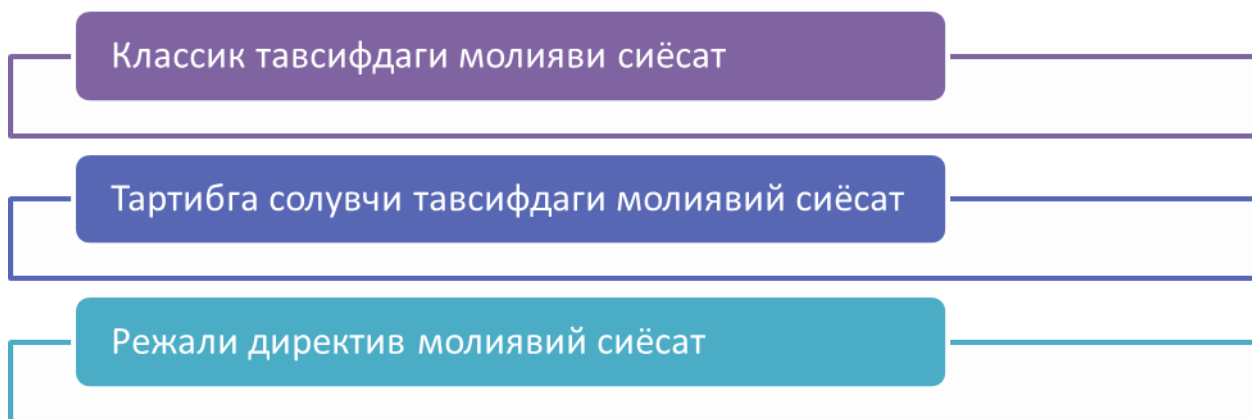 Классик тавсифдаги молияви сиёсат
Тартибга солувчи тавсифдаги молиявий сиёсат
Режали директив молиявий сиёсат